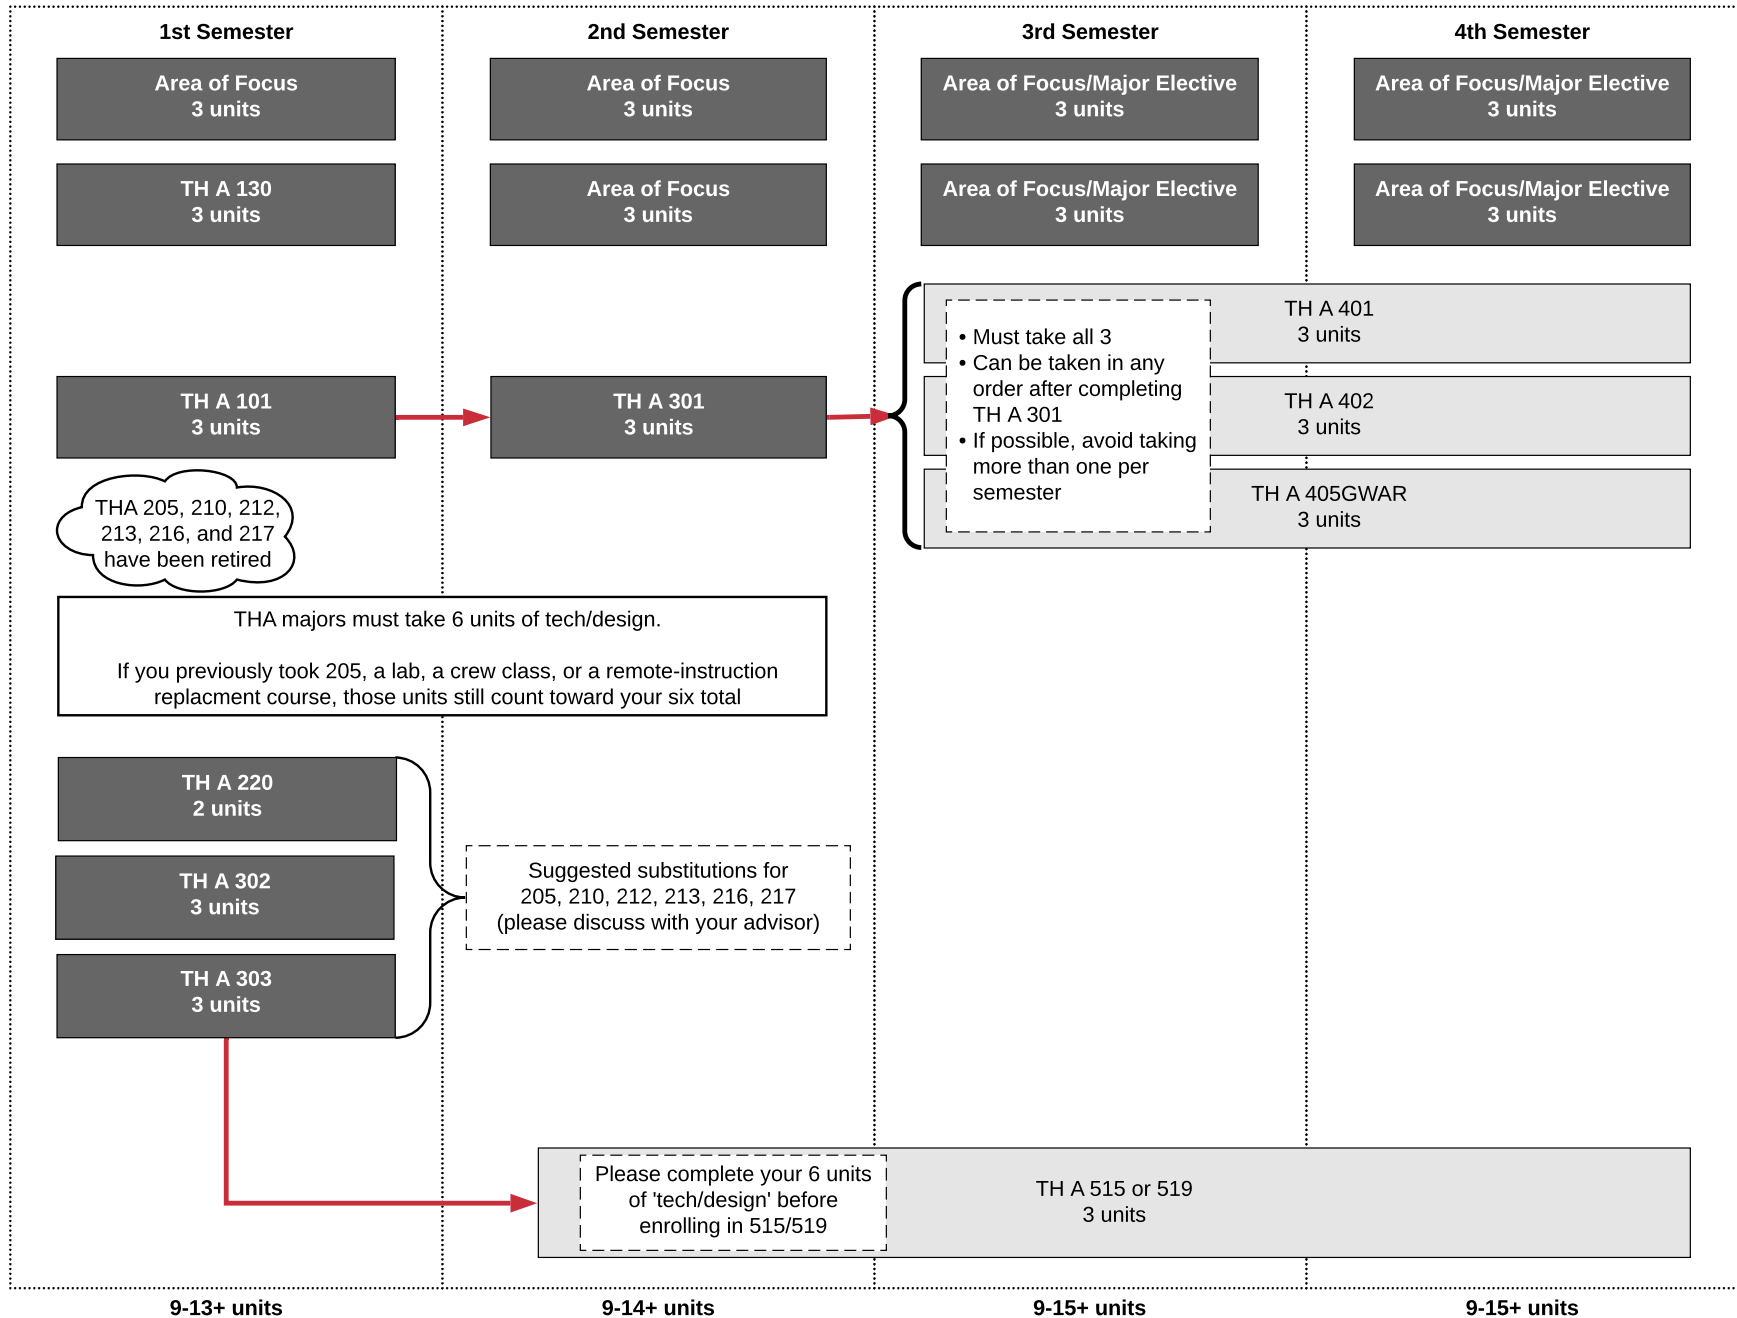 1st Semester
2nd Semester
3rd Semester
4th Semester
Area of Focus
3 units
Area of Focus
3 units
Area of Focus/Major Elective
3 units
Area of Focus/Major Elective
3 units
TH A 130
3 units
Area of Focus
3 units
Area of Focus/Major Elective
3 units
Area of Focus/Major Elective
3 units
TH A 101
3 units
TH A 301
3 units
• Must take all 3
• Can be taken in any
order after completing
TH A 301
• If possible, avoid taking
more than one per
semester
TH A 401
3 units
TH A 402
3 units
TH A 405GWAR
3 units
THA 205, 210, 212,
213, 216, and 217
have been retired
THA majors must take 6 units of tech/design.
If you previously took 205, a lab, a crew class, or a remote-instruction
replacment course, those units still count toward your six total
TH A 220
2 units
TH A 302
3 units
TH A 303
3 units
Suggested substitutions for
205, 210, 212, 213, 216, 217
(please discuss with your advisor)
Please complete your 6 units
of 'tech/design' before
enrolling in 515/519
TH A 515 or 519
3 units
9-13+ units
9-14+ units
9-15+ units
9-15+ units